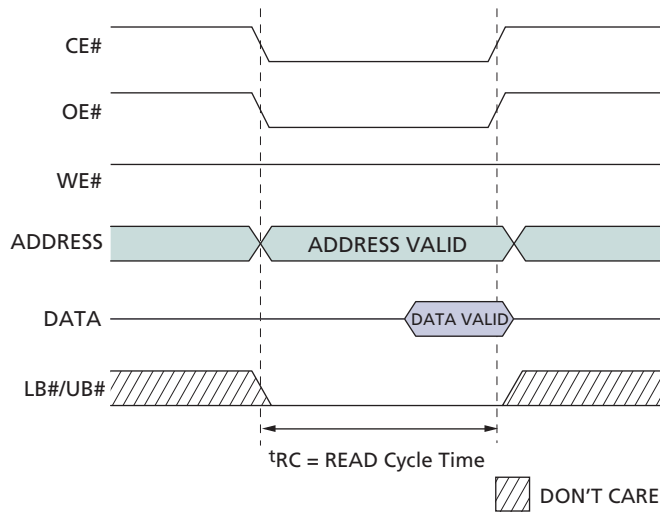 CE#
OE#
WE#
ADDRESS
ADDRESS VALID
DATA
DATA VALID
LB#/UB#
tRC = READ Cycle Time
DON'T CARE